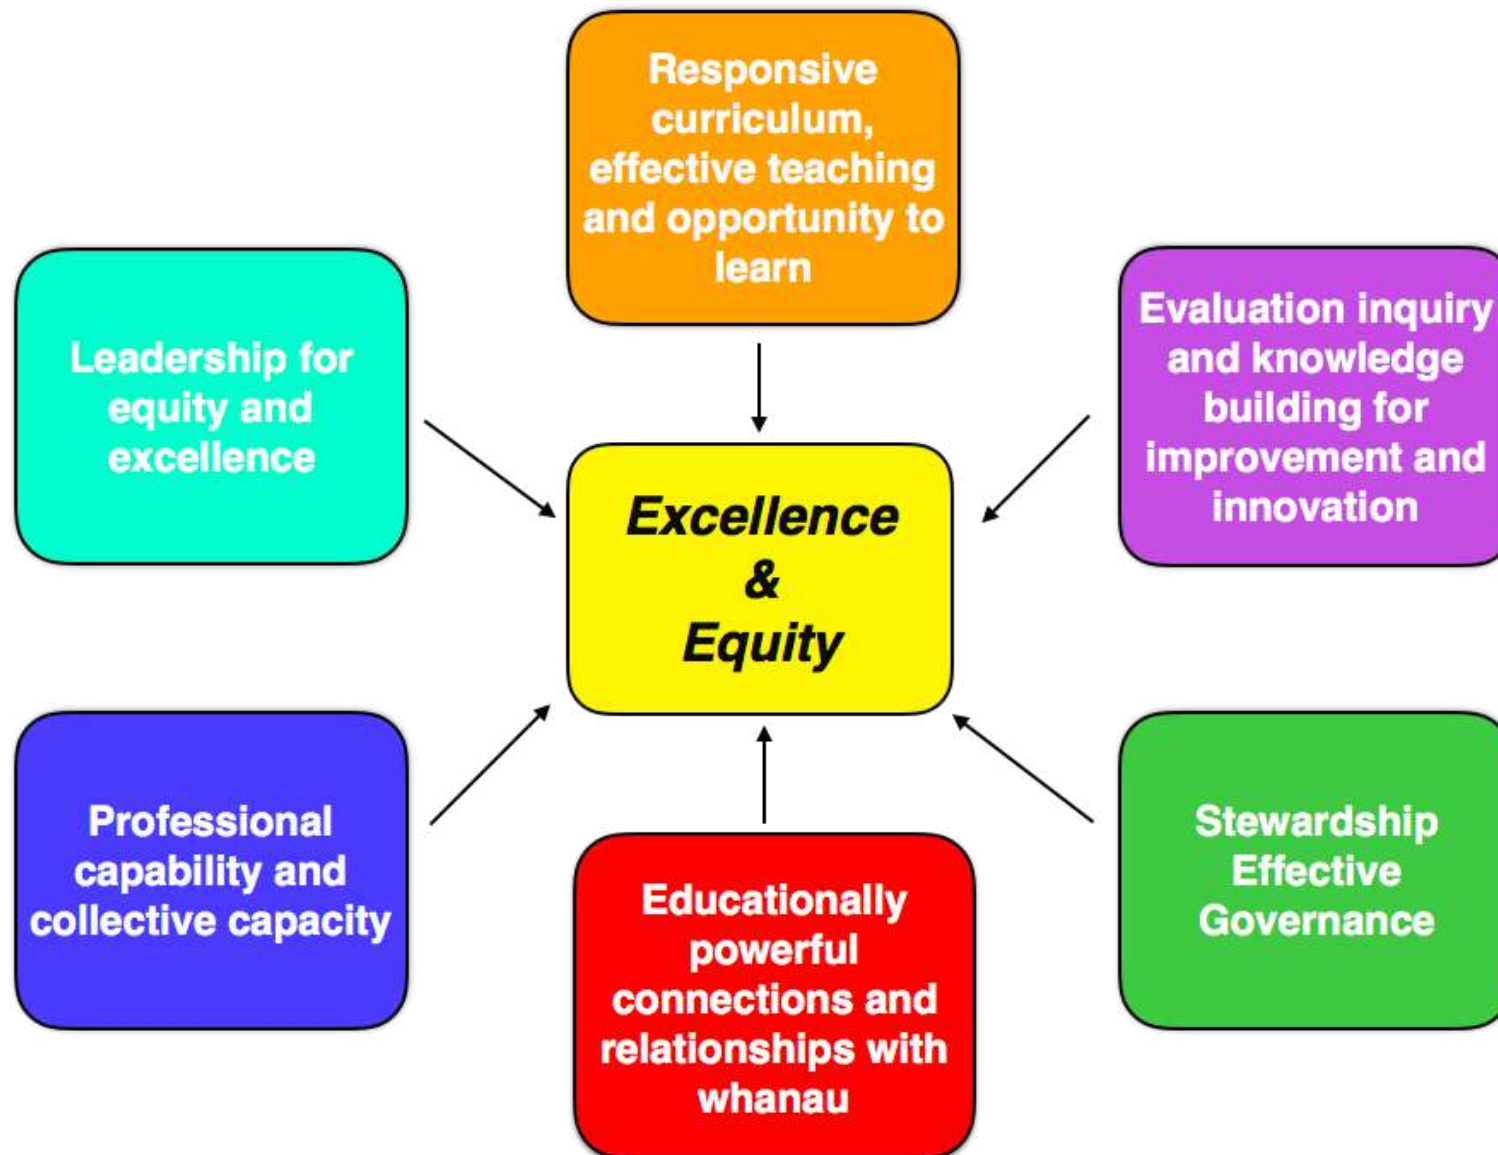 Responsive
curriculum,
effective teaching
and opportunity to
learn
Leadership for
equity and
excellence
Evaluation inquiry
and knowledge
building for
improvement and
innovation
Excellence
&
Equity
Professional
capability and
collective capacity
Educationally
powerful
connections and
relationships with
whanau
Stewardship
Effective
Governance